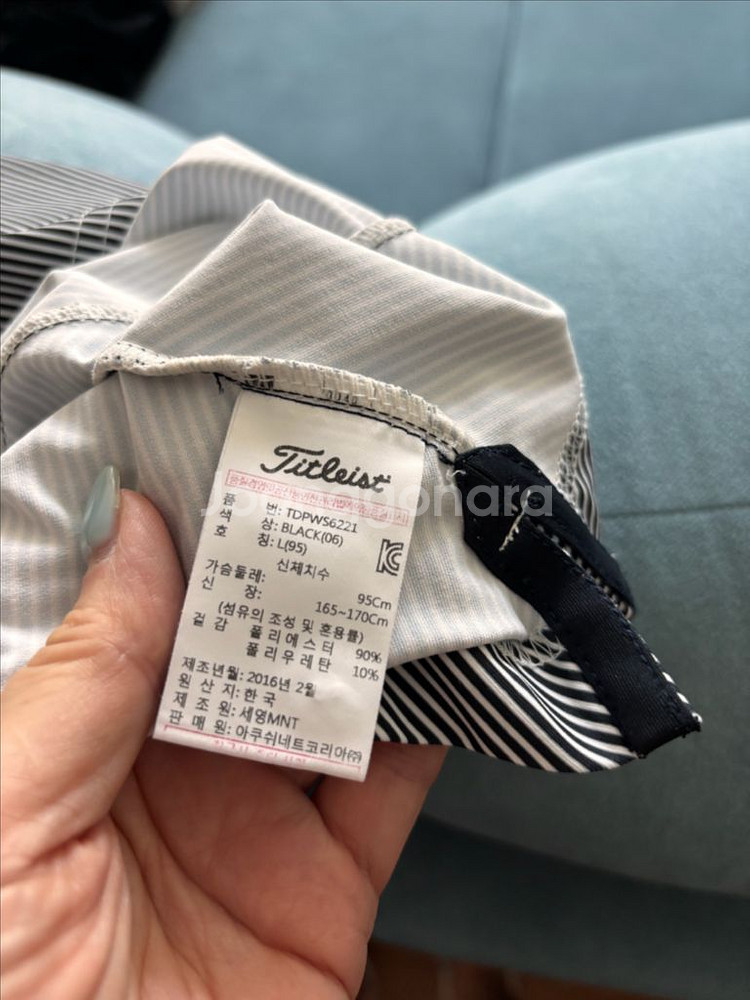 Titleist
품 번: TDPWS6221
색 상: BLACK(06)
호 칭: L(95)
신체치수
가슴둘레: 95Cm
신 장: 165~170Cm
(섬유의 조성 및 혼용률)
겉 감 폴리에스터 90%
폴리우레탄 10%
제조년월: 2016년 2월
원 산 지: 한국
제 조 원: 세영MNT
판 매 원: 아쿠쉬네트코리아(주)